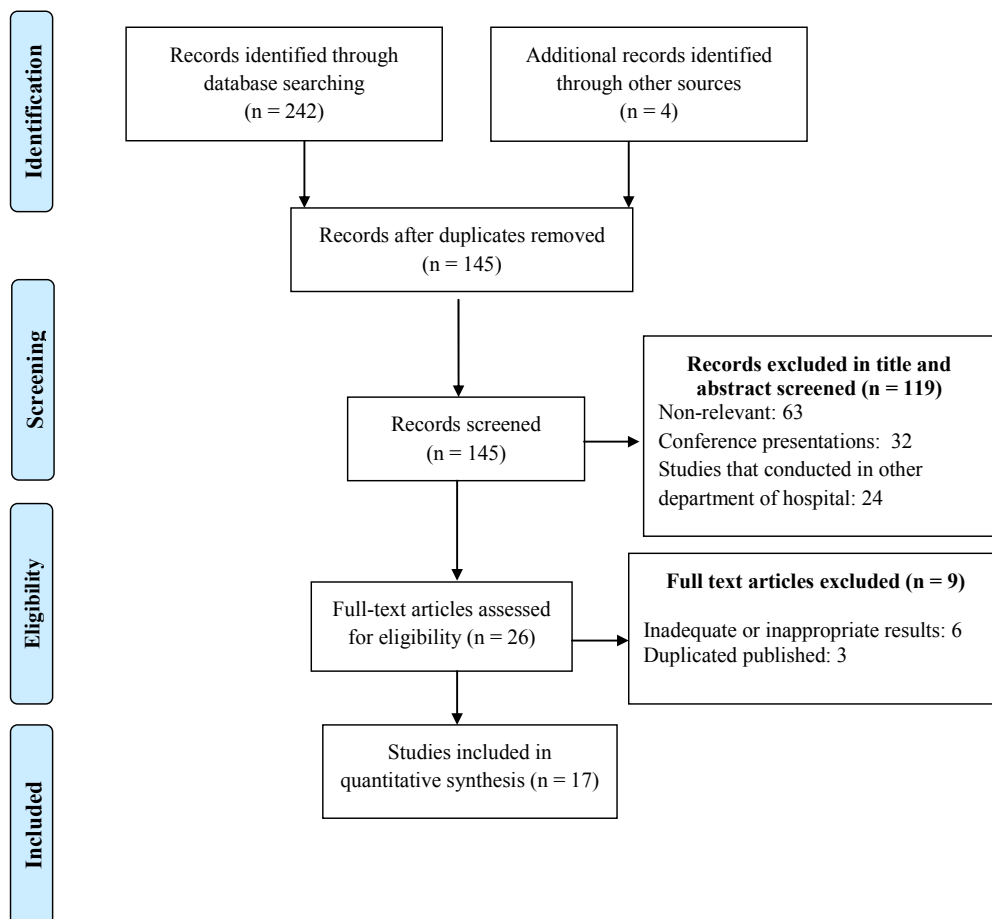 Identification
Records identified through
database searching
(n = 242)
Additional records identified
through other sources
(n = 4)
Records after duplicates removed
(n = 145)
Screening
Records screened
(n = 145)
Records excluded in title and
abstract screened (n = 119)
Non-relevant: 63
Conference presentations:  32
Studies that conducted in other
department of hospital: 24
Eligibility
Full-text articles assessed
for eligibility (n = 26)
Full text articles excluded (n = 9)
Inadequate or inappropriate results: 6
Duplicated published: 3
Included
Studies included in
quantitative synthesis (n = 17)